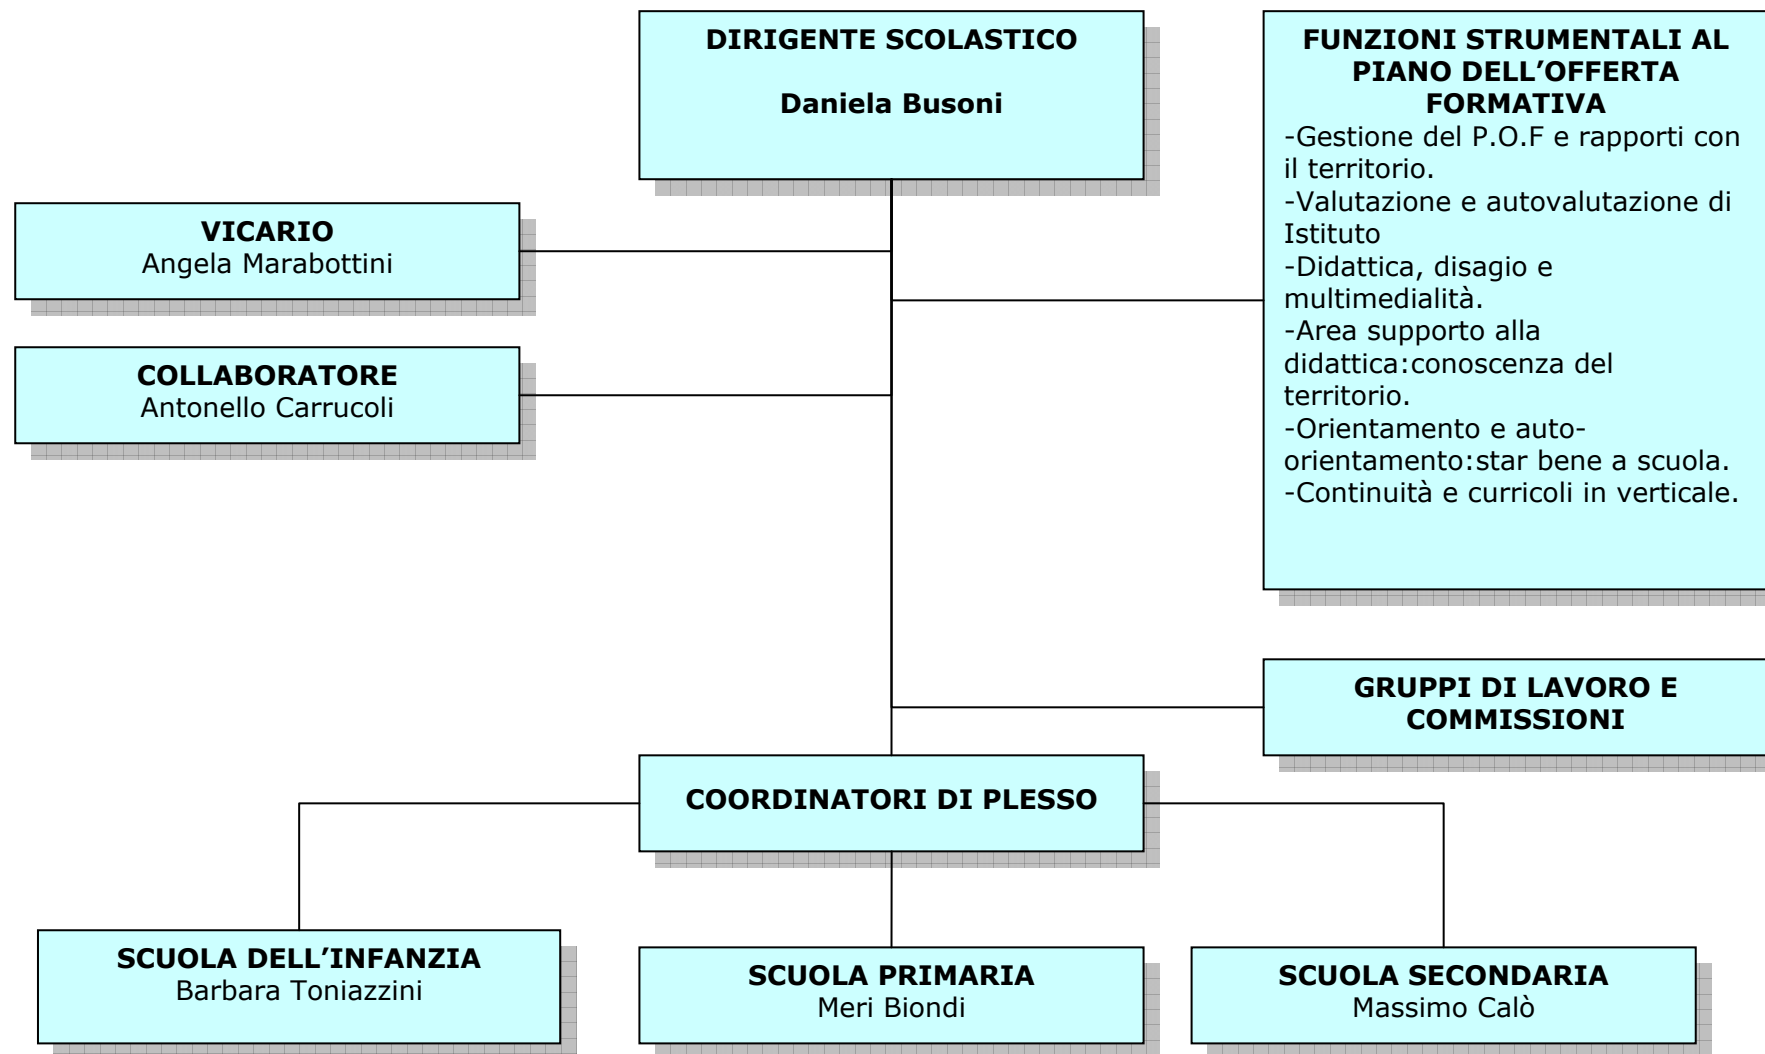 DIRIGENTE SCOLASTICO
Daniela Busoni
FUNZIONI STRUMENTALI AL
PIANO DELL’OFFERTA
FORMATIVA
-Gestione del P.O.F e rapporti con
il territorio.
-Valutazione e autovalutazione di
Istituto
-Didattica, disagio e
multimedialità.
-Area supporto alla
didattica:conoscenza del
territorio.
-Orientamento e auto-
orientamento:star bene a scuola.
-Continuità e curricoli in verticale.
VICARIO
Angela Marabottini
COLLABORATORE
Antonello Carrucoli
GRUPPI DI LAVORO E
COMMISSIONI
COORDINATORI DI PLESSO
SCUOLA DELL’INFANZIA
Barbara Toniazzini
SCUOLA PRIMARIA
Meri Biondi
SCUOLA SECONDARIA
Massimo Calò